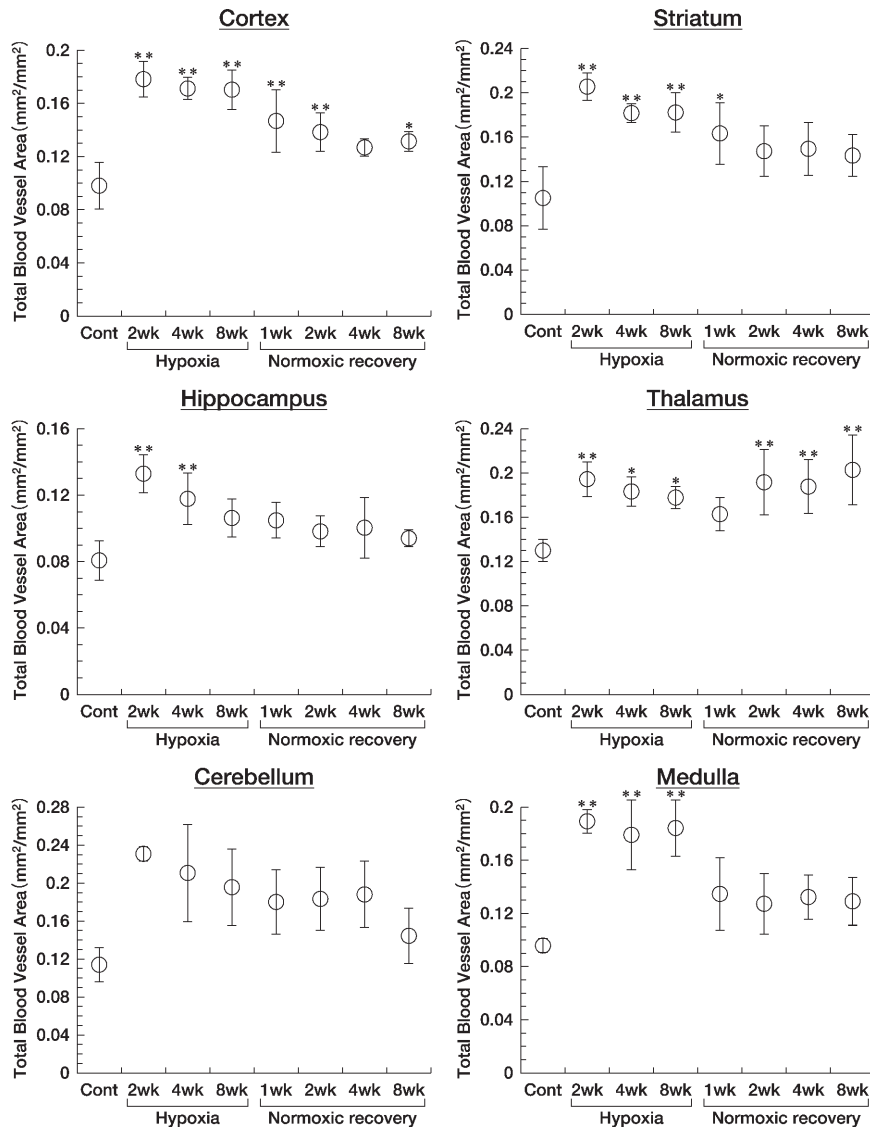 Cortex
Total Blood Vessel Area (mm²/mm²)
0.2
0.16
0.12
0.08
0.04
0
** ** ** ** ** *
Cont 2wk 4wk 8wk 1wk 2wk 4wk 8wk
Hypoxia Normoxic recovery
Striatum
Total Blood Vessel Area (mm²/mm²)
0.24
0.2
0.16
0.12
0.08
0.04
0
** ** ** *
Cont 2wk 4wk 8wk 1wk 2wk 4wk 8wk
Hypoxia Normoxic recovery
Hippocampus
Total Blood Vessel Area (mm²/mm²)
0.16
0.12
0.08
0.04
0
** **
Cont 2wk 4wk 8wk 1wk 2wk 4wk 8wk
Hypoxia Normoxic recovery
Thalamus
Total Blood Vessel Area (mm²/mm²)
0.24
0.2
0.16
0.12
0.08
0.04
0
** * * ** ** **
Cont 2wk 4wk 8wk 1wk 2wk 4wk 8wk
Hypoxia Normoxic recovery
Cerebellum
Total Blood Vessel Area (mm²/mm²)
0.28
0.24
0.2
0.16
0.12
0.08
0.04
0
Cont 2wk 4wk 8wk 1wk 2wk 4wk 8wk
Hypoxia Normoxic recovery
Medulla
Total Blood Vessel Area (mm²/mm²)
0.2
0.16
0.12
0.08
0.04
0
** ** **
Cont 2wk 4wk 8wk 1wk 2wk 4wk 8wk
Hypoxia Normoxic recovery